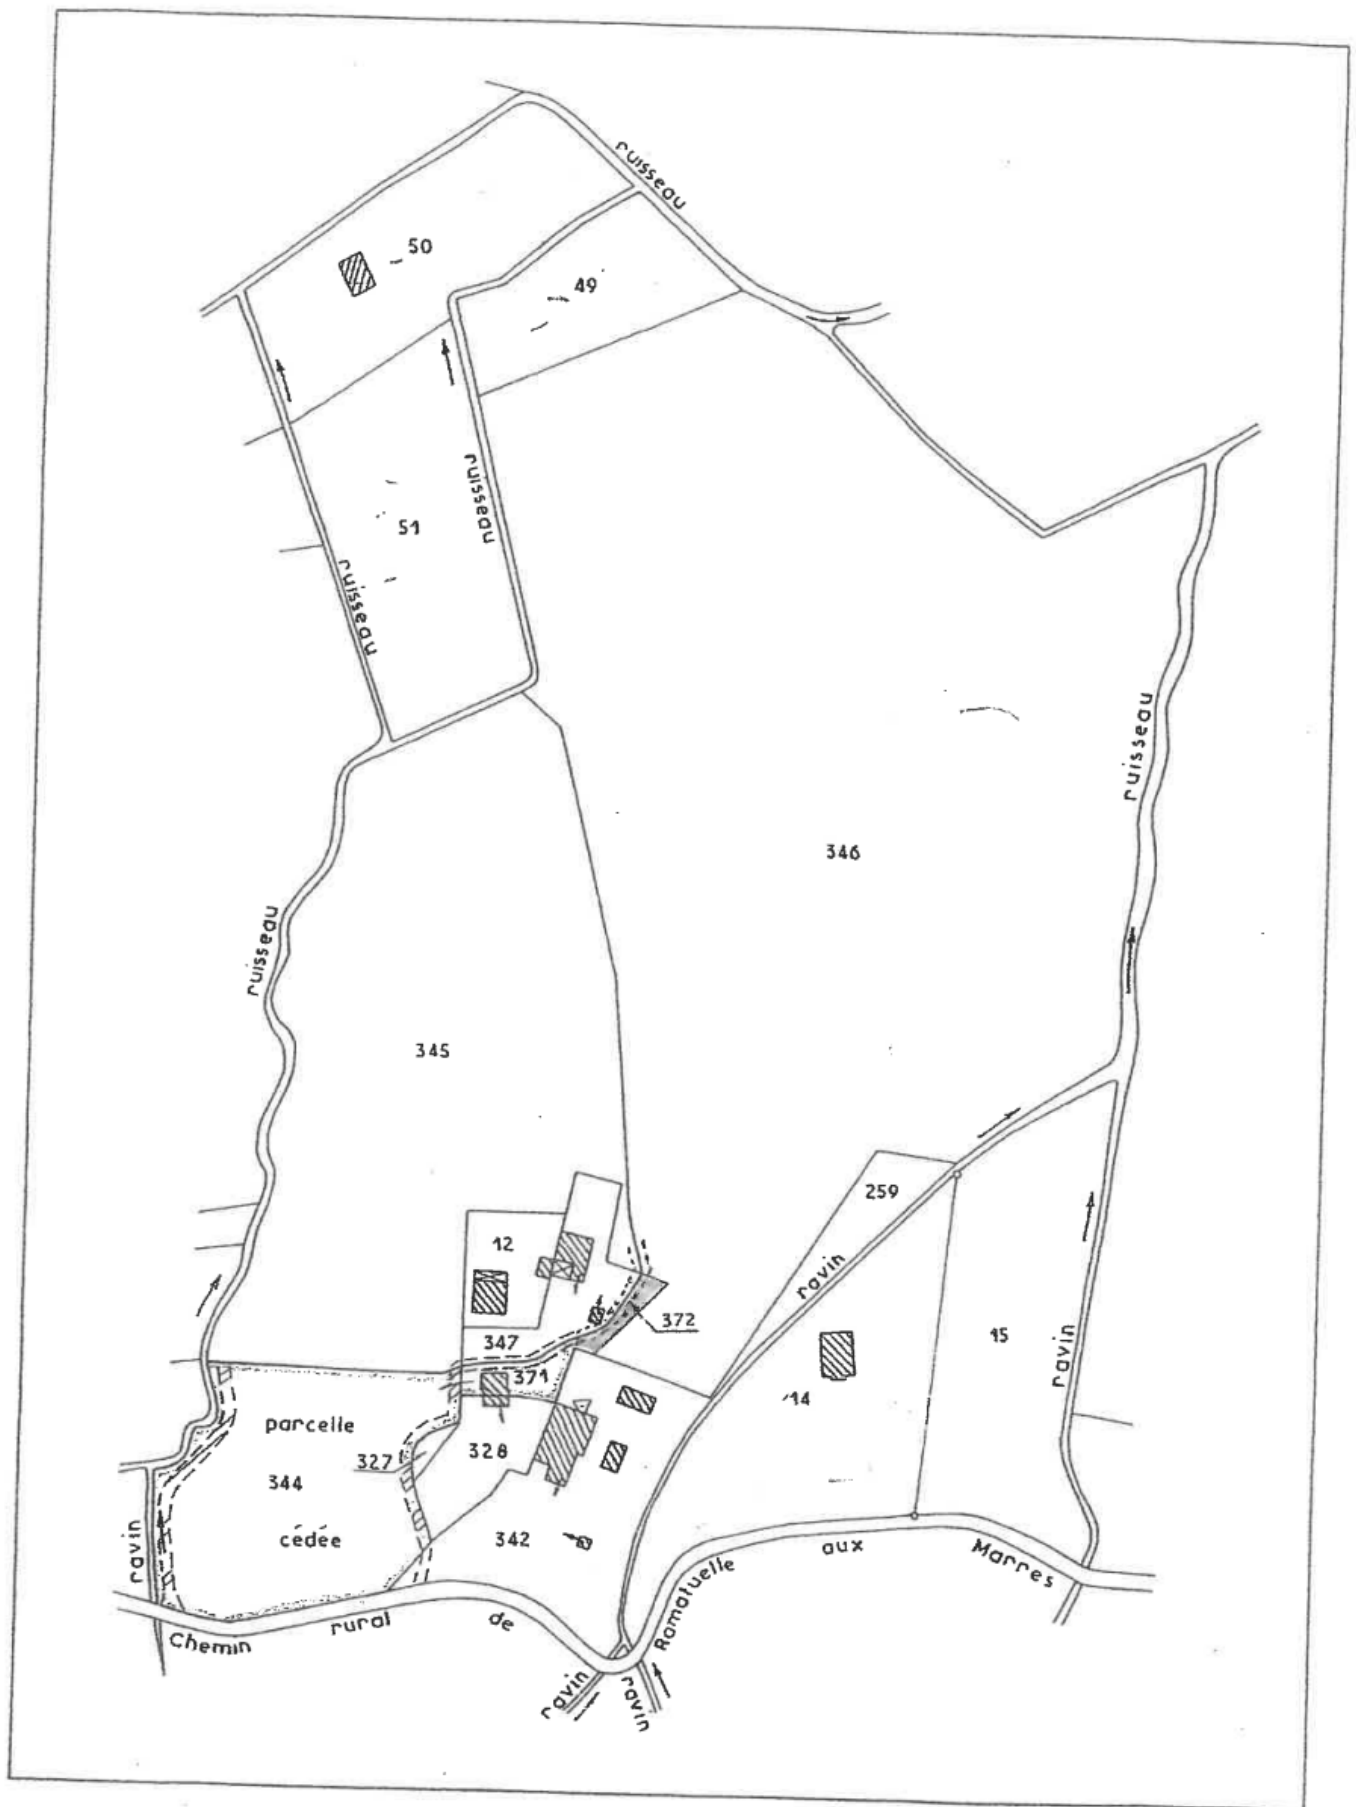 ruisseau
50
49
ruisseau
51
ruisseau
ruisseau
346
ruisseau
345
259
12
ravin
372
347
15
371
ravin
14
parcelle
327
328
344
cédée
342
ravin
Chemin rural de Ramatuelle aux Marres
ravin
ravin